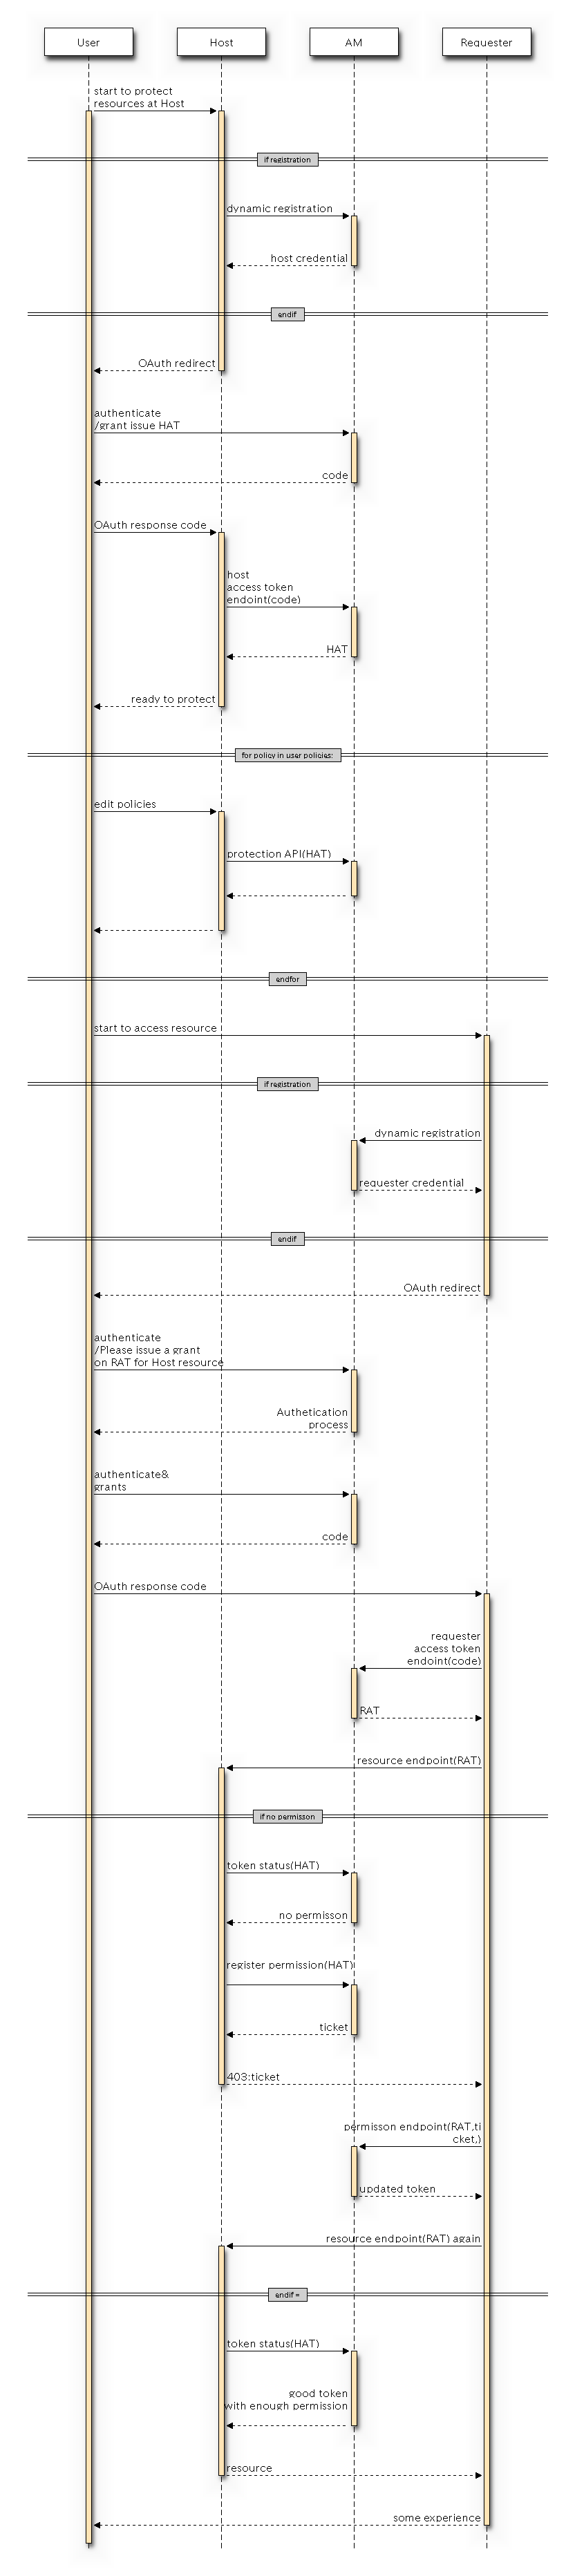 User
Host
AM
Requester
start to protect
resources at Host
if registration
dynamic registration
host credential
endif
OAuth redirect
authenticate
/grant issue HAT
code
OAuth response code
host
access token
endoint(code)
HAT
ready to protect
for policy in user policies:
edit policies
protection API(HAT)
endfor
start to access resource
if registration
dynamic registration
requester credential
endif
OAuth redirect
authenticate
/Please issue a grant
on RAT for Host resource
Authetication
process
authenticate&
grants
code
OAuth response code
requester
access token
endoint(code)
RAT
resource endpoint(RAT)
if no permisson
token status(HAT)
no permisson
register permission(HAT)
ticket
403:ticket
permisson endpoint(RAT,ti
cket,)
updated token
resource endpoint(RAT) again
endif =
token status(HAT)
good token
with enough permission
resource
some experience